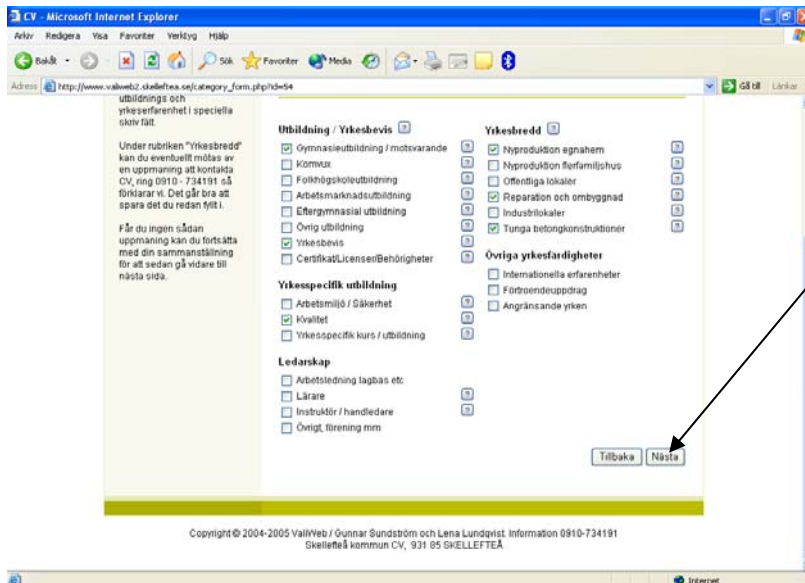 CV - Microsoft Internet Explorer
Arkiv Redigera Visa Favoriter Verktyg Hjälp
Bakåt Sök Favoriter Media
Adress http://www.valiweb2.skelleftea.se/category_form.php?id=54 Gå till Länkar
utbildnings och
yrkeserfarenhet i speciella
skriv fält.
Under rubriken "Yrkesbredd"
kan du eventuellt mötas av
en uppmaning att kontakta
CV, ring 0910 - 734191 så
förklarar vi. Det går bra att
spara det du redan fyllt i.
Får du ingen sådan
uppmaning kan du fortsätta
med din sammanställning
för att sedan gå vidare till
nästa sida.
Utbildning / Yrkesbevis ?
Gymnasieutbildning / motsvarande ?
Komvux ?
Folkhögskoleutbildning ?
Arbetsmarknadsutbildning ?
Eftergymnasial utbildning ?
Övrig utbildning ?
Yrkesbevis ?
Certifikat/Licenser/Behörigheter ?
Yrkesspecifik utbildning
Arbetsmiljö / Säkerhet ?
Kvalitet ?
Yrkesspecifik kurs / utbildning ?
Ledarskap
Arbetsledning lagbas etc
Lärare ?
Instruktör / handledare ?
Övrigt, förening mm
Yrkesbredd ?
Nyproduktion egnahem ?
Nyproduktion flerfamiljshus ?
Offentliga lokaler ?
Reparation och ombyggnad ?
Industrilokaler ?
Tunga betongkonstruktioner ?
Övriga yrkesfärdigheter
Internationella erfarenheter
Förtroendeuppdrag
Angränsande yrken
Tillbaka Nästa
Copyright © 2004-2005 ValiWeb / Gunnar Sundström och Lena Lundqvist. Information 0910-734191
Skellefteå kommun CV, 931 85 SKELLEFTEÅ
Internet